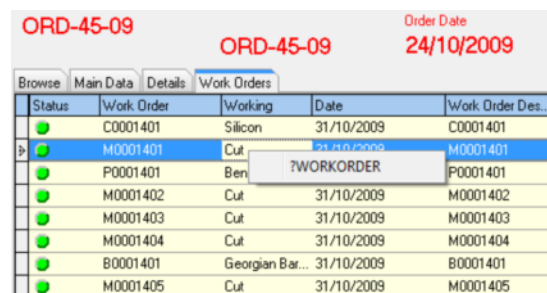 Order Date
ORD-45-09 ORD-45-09 24/10/2009
Browse Main Data Details Work Orders
Status Work Order Working Date Work Order Des...
C0001401 Silicon 31/10/2009 C0001401
M0001401 Cut 31/10/2009 M0001401
?WORKORDER
P0001401 Ben P0001401
M0001402 Cut 31/10/2009 M0001402
M0001403 Cut 31/10/2009 M0001403
M0001404 Cut 31/10/2009 M0001404
B0001401 Georgian Bar... 31/10/2009 B0001401
M0001405 Cut 31/10/2009 M0001405